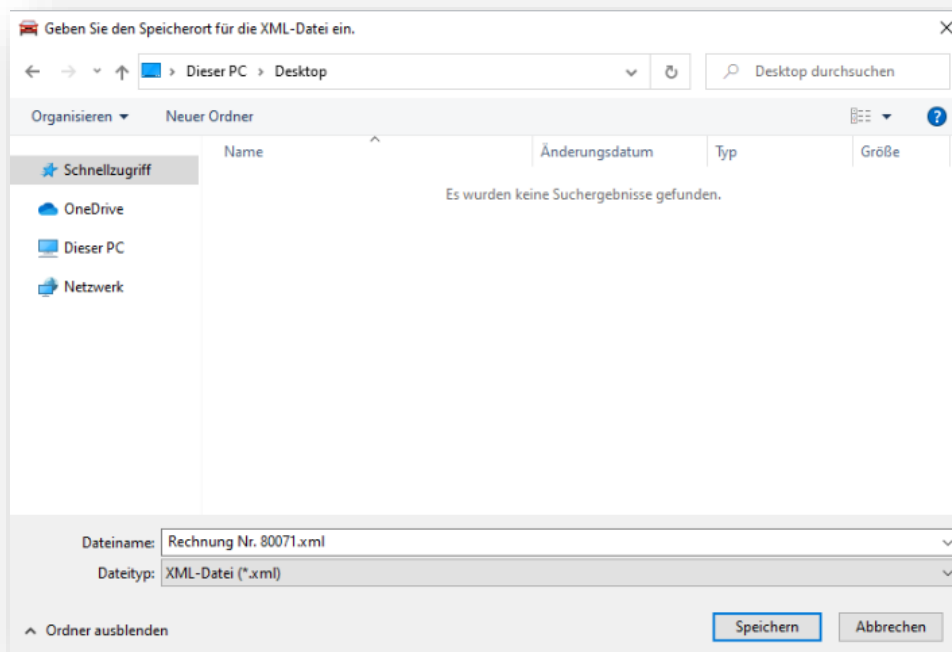 Geben Sie den Speicherort für die XML-Datei ein.
Dieser PC > Desktop
Desktop durchsuchen
Organisieren
Neuer Ordner
Name
Änderungsdatum
Typ
Größe
Schnellzugriff
OneDrive
Dieser PC
Netzwerk
Es wurden keine Suchergebnisse gefunden.
Dateiname: Rechnung Nr. 80071.xml
Dateityp: XML-Datei (*.xml)
Ordner ausblenden
Speichern
Abbrechen